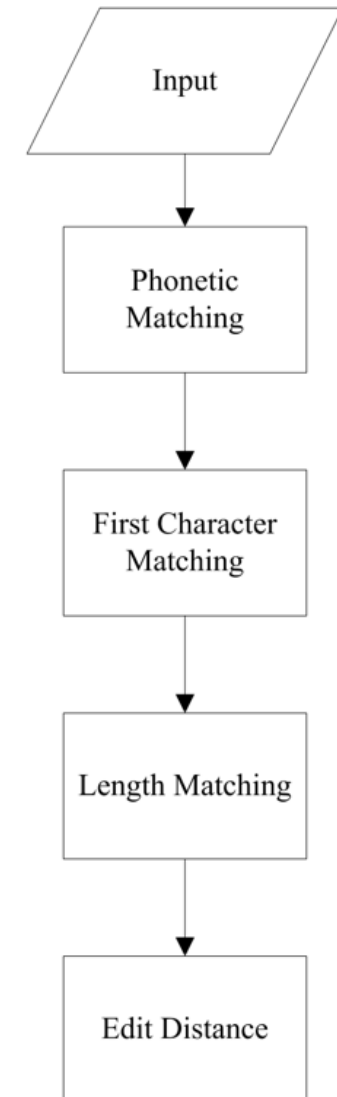 Input
Phonetic
Matching
First Character
Matching
Length Matching
Edit Distance